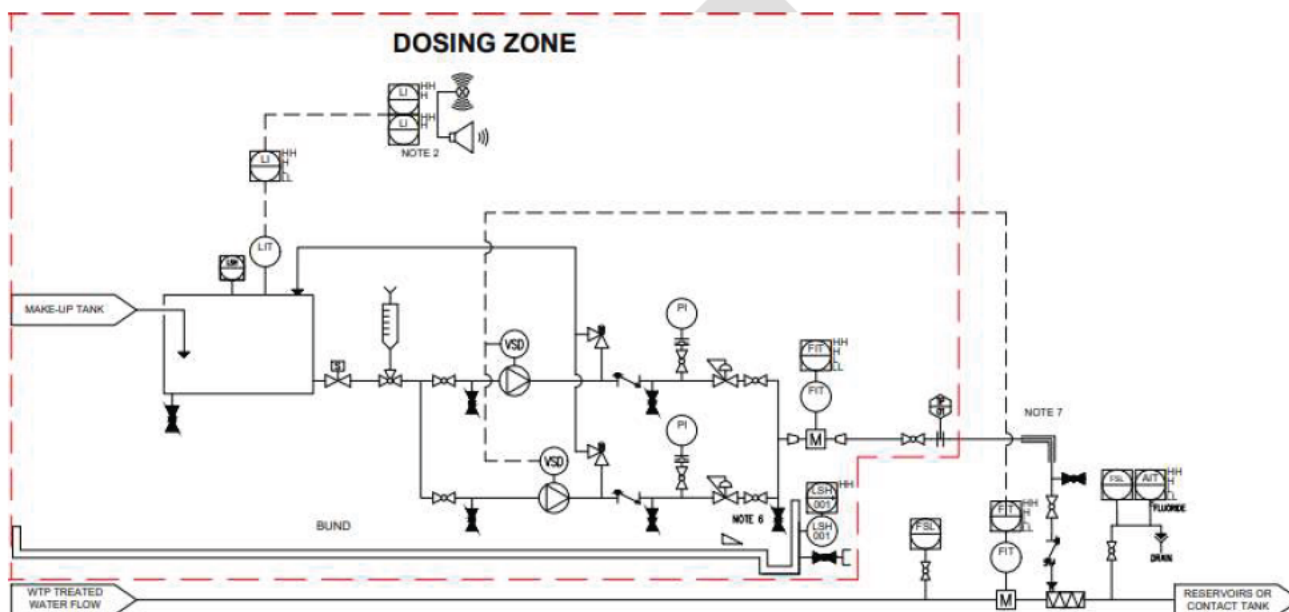 DOSING ZONE
LI
HH
H
LI
HH
H
NOTE 2
LI
HH
H
L
LIT
LSH
MAKE-UP TANK
S
VSD
PI
FIT
HH
H
L
FIT
M
NOTE 7
VSD
PI
LSH
001
HH
LSH
001
NOTE 6
BUND
FSL
FIT
HH
H
L
FIT
M
FSL
AIT
HH
H
L
FLUORIDE
DRAIN
WTP TREATED
WATER FLOW
RESERVOIRS OR
CONTACT TANK